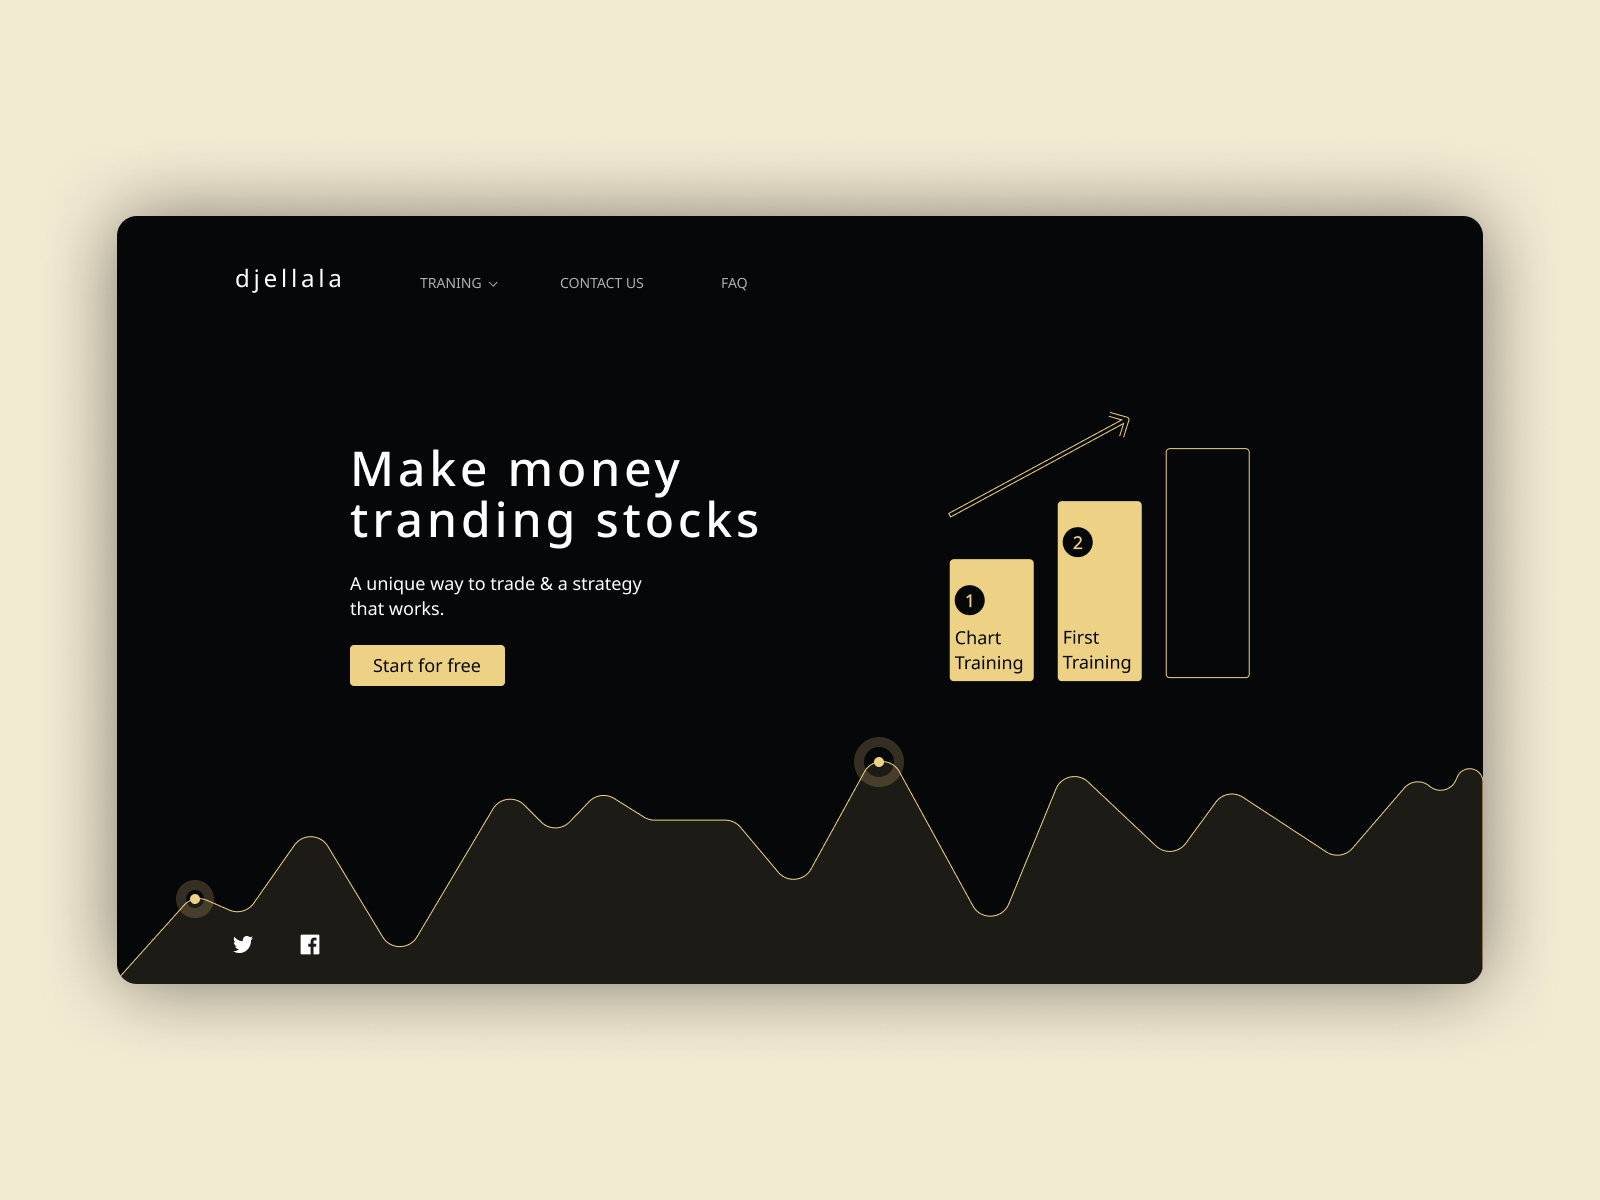 djellala
TRANING
CONTACT US
FAQ
Make money
tranding stocks
A unique way to trade & a strategy
that works.
Start for free
1
Chart
Training
2
First
Training